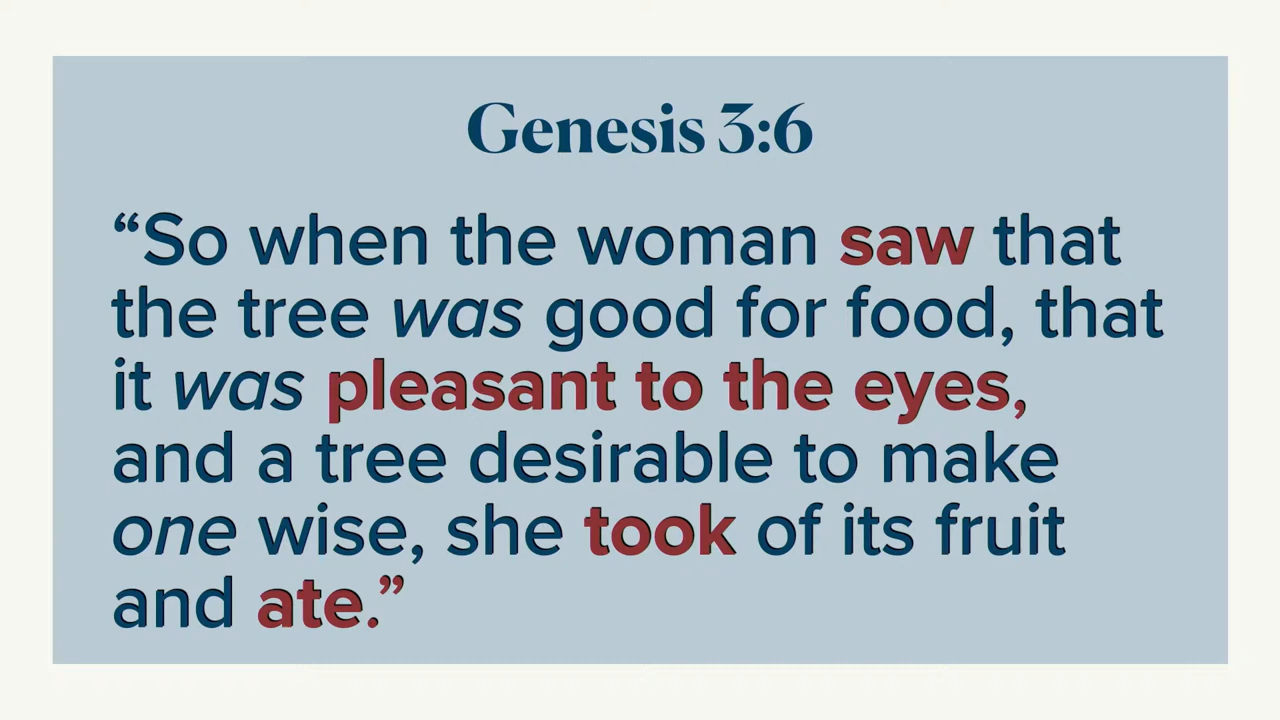 Genesis 3:6
“So when the woman saw that
the tree was good for food, that
it was pleasant to the eyes,
and a tree desirable to make
one wise, she took of its fruit
and ate.”